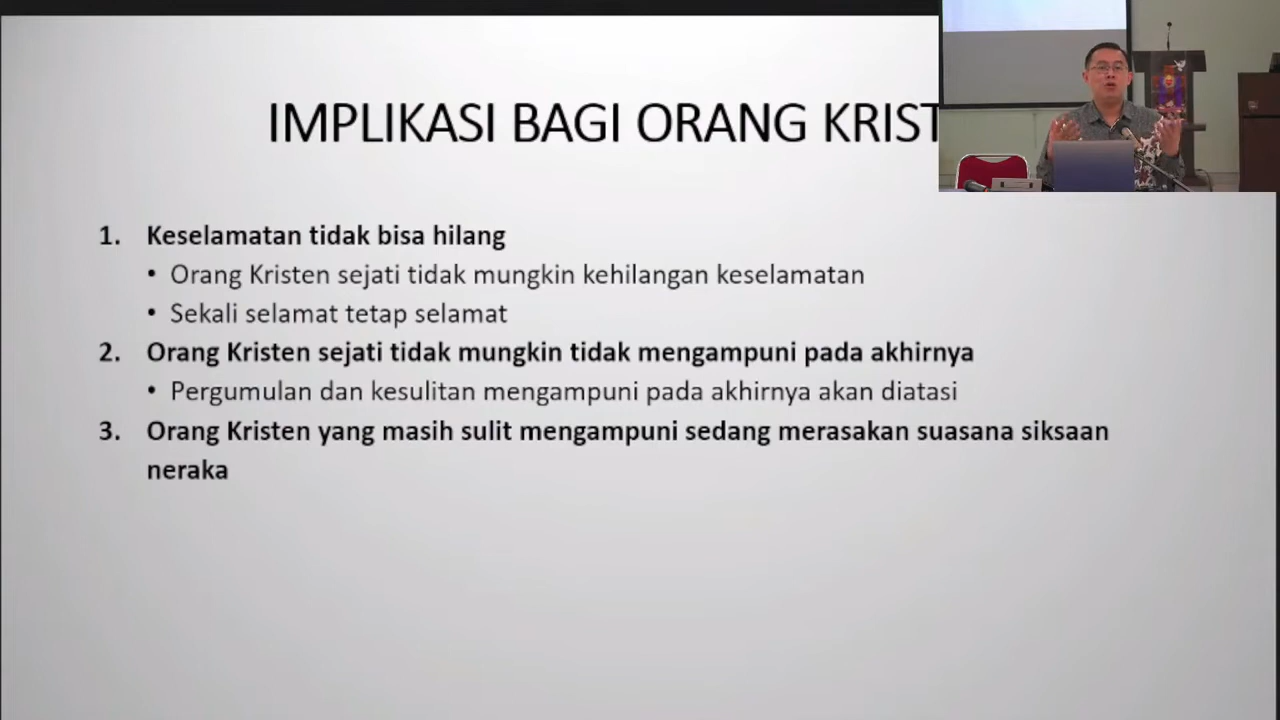 IMPLIKASI BAGI ORANG KRIST
1. Keselamatan tidak bisa hilang
• Orang Kristen sejati tidak mungkin kehilangan keselamatan
• Sekali selamat tetap selamat
2. Orang Kristen sejati tidak mungkin tidak mengampuni pada akhirnya
• Pergumulan dan kesulitan mengampuni pada akhirnya akan diatasi
3. Orang Kristen yang masih sulit mengampuni sedang merasakan suasana siksaan
neraka